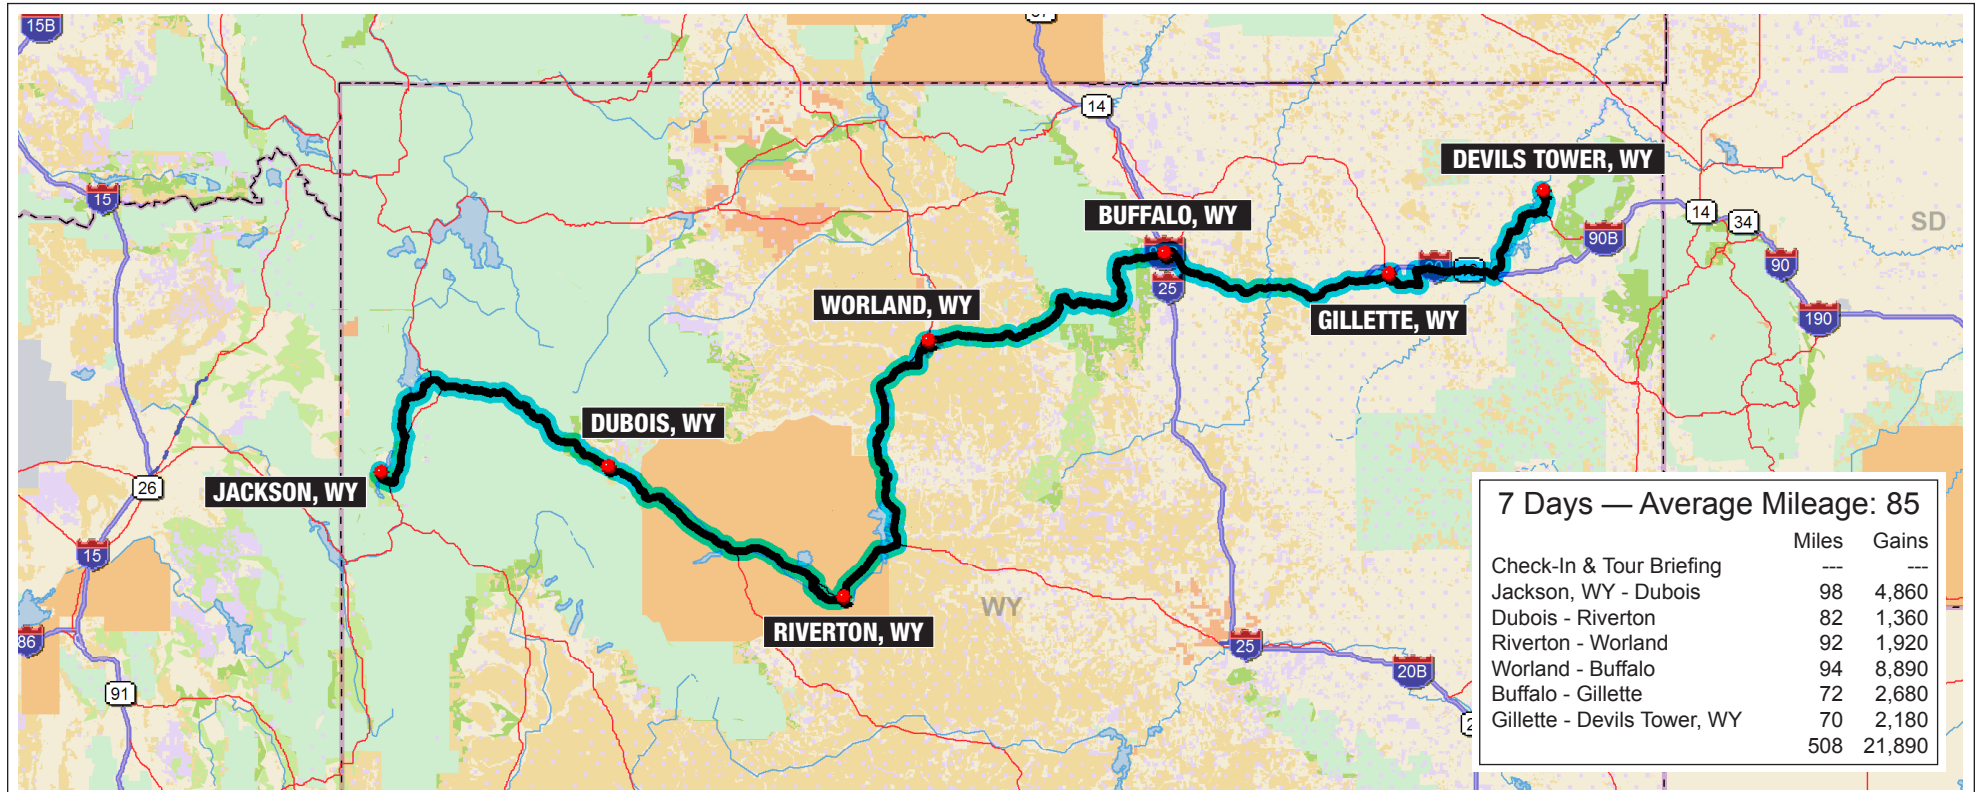 15B
14
DEVILS TOWER, WY
15
BUFFALO, WY
14
34
SD
90B
90
25
WORLAND, WY
GILLETTE, WY
190
DUBOIS, WY
JACKSON, WY
26
7 Days — Average Mileage: 85
Miles Gains
Check-In & Tour Briefing --- ---
Jackson, WY - Dubois 98 4,860
Dubois - Riverton 82 1,360
Riverton - Worland 92 1,920
Worland - Buffalo 94 8,890
Buffalo - Gillette 72 2,680
Gillette - Devils Tower, WY 70 2,180
508 21,890
15
WY
RIVERTON, WY
86
25
20B
91